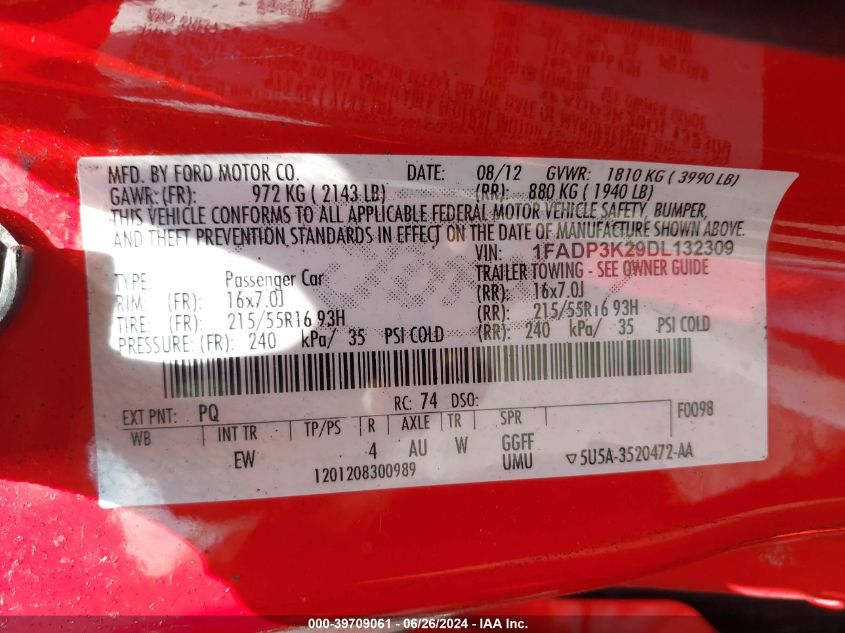 MFD. BY FORD MOTOR CO. DATE: 08/12 GVWR: 1810 KG ( 3990 LB)
GAWR: (FR): 972 KG ( 2143 LB) (RR): 880 KG ( 1940 LB)
THIS VEHICLE CONFORMS TO ALL APPLICABLE FEDERAL MOTOR VEHICLE SAFETY, BUMPER,
AND THEFT PREVENTION STANDARDS IN EFFECT ON THE DATE OF MANUFACTURE SHOWN ABOVE.
VIN: 1FADP3K29DL132309
TYPE: Passenger Car TRAILER TOWING - SEE OWNER GUIDE
RIM: (FR): 16x7.0J (RR): 16x7.0J
TIRE: (FR): 215/55R16 93H (RR): 215/55R16 93H
PRESSURE: (FR): 240 kPa/ 35 PSI COLD (RR): 240 kPa/ 35 PSI COLD
EXT PNT: PQ RC: 74 DSO: F0098
WB INT TR TP/PS R AXLE TR SPR
EW 4 AU W GGFF
UMU ▽5U5A-3520472-AA
1201208300989
000-39709061 - 06/26/2024 - IAA Inc.